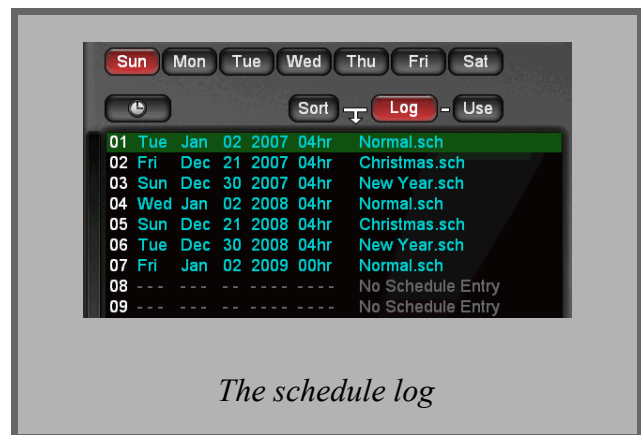 Sun Mon Tue Wed Thu Fri Sat
Sort Log - Use
01 Tue Jan 02 2007 04hr Normal.sch
02 Fri Dec 21 2007 04hr Christmas.sch
03 Sun Dec 30 2007 04hr New Year.sch
04 Wed Jan 02 2008 04hr Normal.sch
05 Sun Dec 21 2008 04hr Christmas.sch
06 Tue Dec 30 2008 04hr New Year.sch
07 Fri Jan 02 2009 00hr Normal.sch
08 --- --- -- ---- ---- No Schedule Entry
09 --- --- -- ---- ---- No Schedule Entry
The schedule log